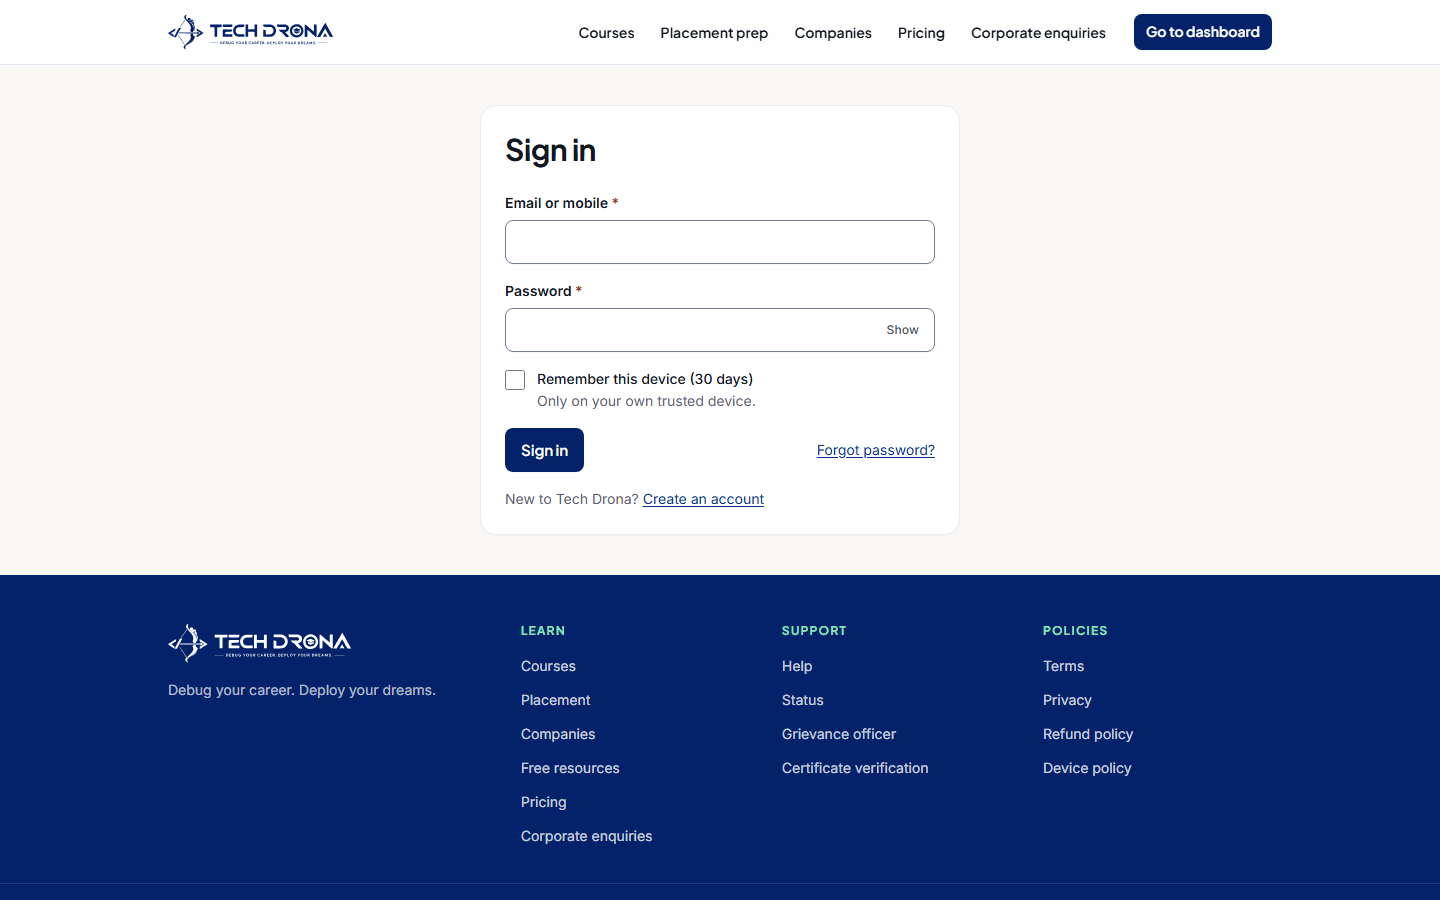 TECH DRONA
DEBUG YOUR CAREER. DEPLOY YOUR DREAMS.
Courses
Placement prep
Companies
Pricing
Corporate enquiries
Go to dashboard
Sign in
Email or mobile *
Password *
Show
Remember this device (30 days)
Only on your own trusted device.
Sign in
Forgot password?
New to Tech Drona? Create an account
TECH DRONA
DEBUG YOUR CAREER. DEPLOY YOUR DREAMS.
Debug your career. Deploy your dreams.
LEARN
Courses
Placement
Companies
Free resources
Pricing
Corporate enquiries
SUPPORT
Help
Status
Grievance officer
Certificate verification
POLICIES
Terms
Privacy
Refund policy
Device policy